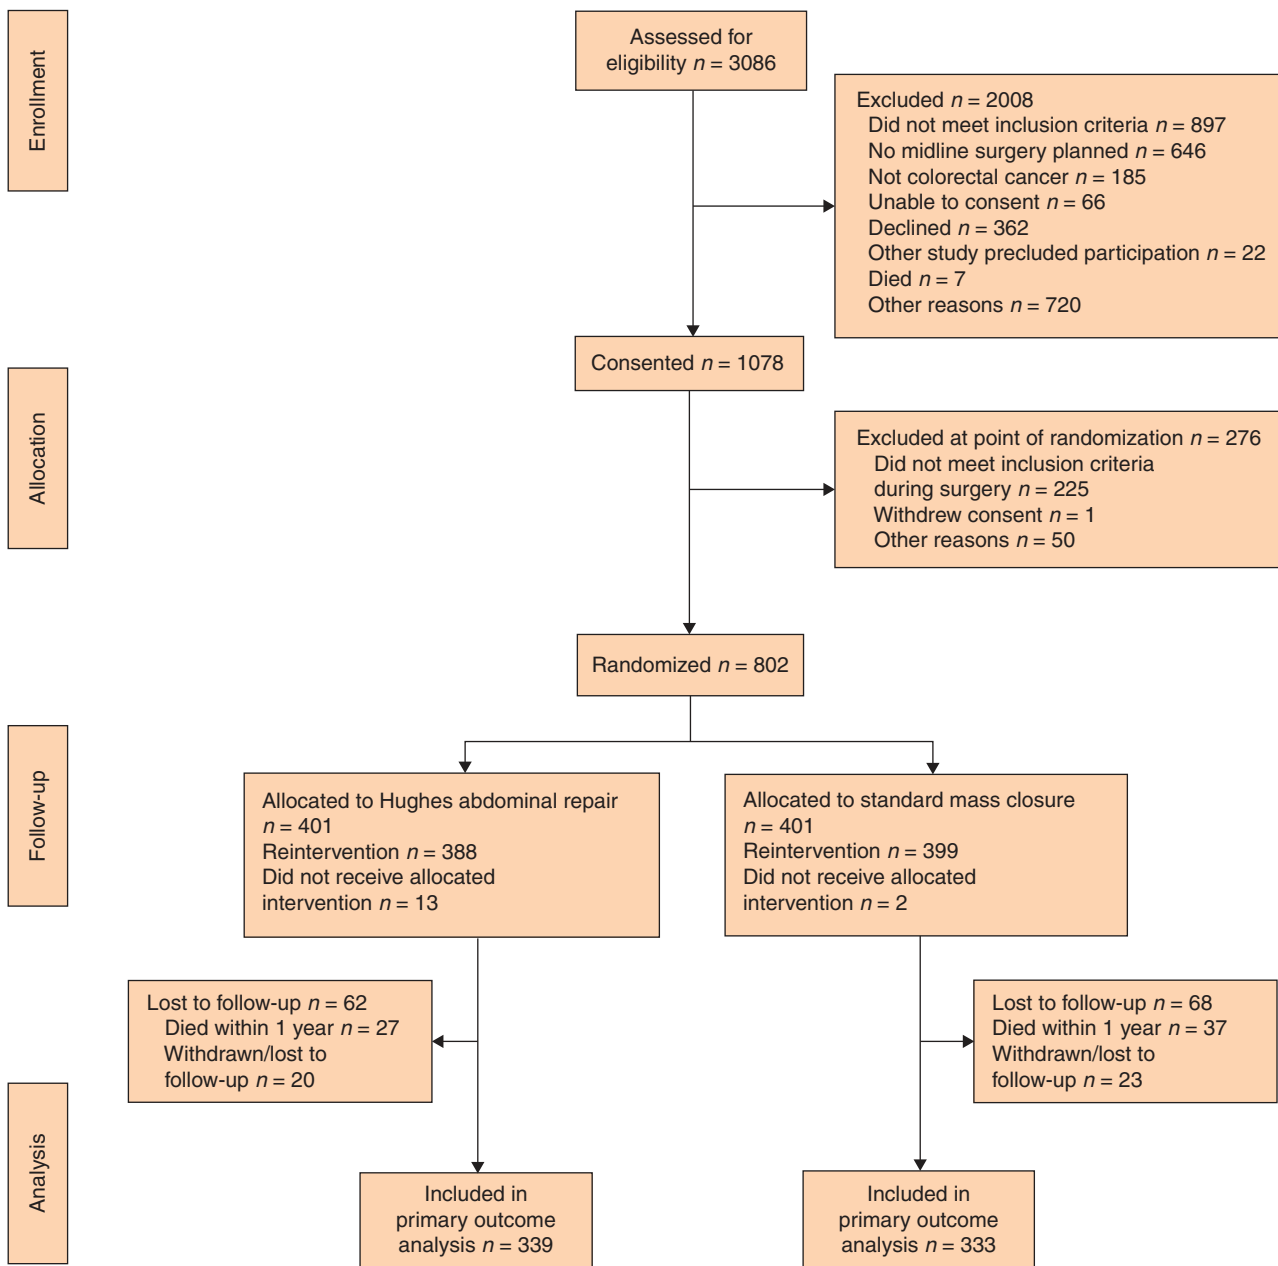 Enrollment
Assessed for
eligibility n = 3086
Excluded n = 2008
Did not meet inclusion criteria n = 897
No midline surgery planned n = 646
Not colorectal cancer n = 185
Unable to consent n = 66
Declined n = 362
Other study precluded participation n = 22
Died n = 7
Other reasons n = 720
Consented n = 1078
Allocation
Excluded at point of randomization n = 276
Did not meet inclusion criteria
during surgery n = 225
Withdrew consent n = 1
Other reasons n = 50
Randomized n = 802
Follow-up
Allocated to Hughes abdominal repair
n = 401
Reintervention n = 388
Did not receive allocated
intervention n = 13
Allocated to standard mass closure
n = 401
Reintervention n = 399
Did not receive allocated
intervention n = 2
Lost to follow-up n = 62
Died within 1 year n = 27
Withdrawn/lost to
follow-up n = 20
Lost to follow-up n = 68
Died within 1 year n = 37
Withdrawn/lost to
follow-up n = 23
Analysis
Included in
primary outcome
analysis n = 339
Included in
primary outcome
analysis n = 333